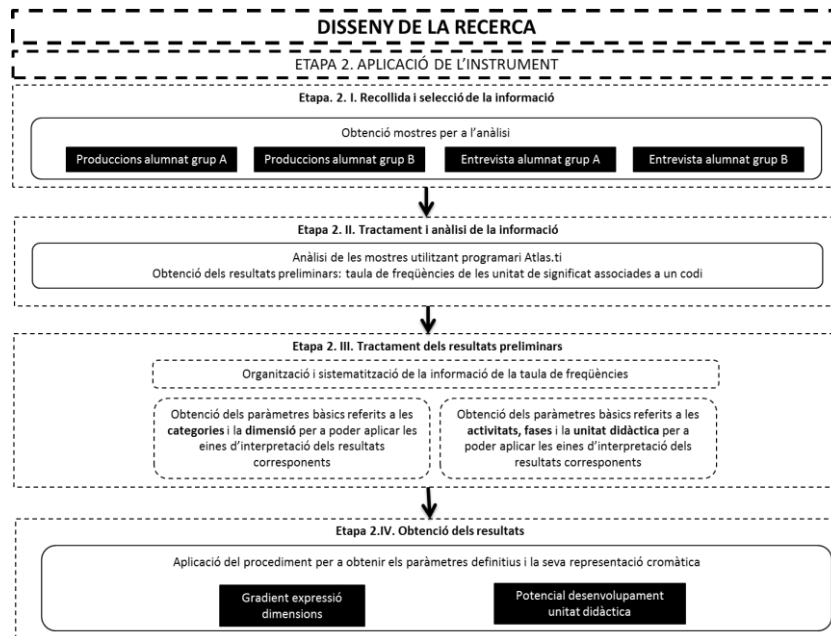 DISSENY DE LA RECERCA
ETAPA 2. APLICACIÓ DE L'INSTRUMENT
Etapa. 2. I. Recollida i selecció de la informació
Obtenció mostres per a l'anàlisi
Produccions alumnat grup A
Produccions alumnat grup B
Entrevista alumnat grup A
Entrevista alumnat grup B
Etapa 2. II. Tractament i anàlisi de la informació
Anàlisi de les mostres utilitzant programari Atlas.ti
Obtenció dels resultats preliminars: taula de freqüències de les unitat de significat associades a un codi
Etapa 2. III. Tractament dels resultats preliminars
Organització i sistematització de la informació de la taula de freqüències
Obtenció dels paràmetres bàsics referits a les
categories i la dimensió per a poder aplicar les
eines d'interpretació dels resultats
corresponents
Obtenció dels paràmetres bàsics referits a les
activitats, fases i la unitat didàctica per a
poder aplicar les eines d'interpretació dels
resultats corresponents
Etapa 2.IV. Obtenció dels resultats
Aplicació del procediment per a obtenir els paràmetres definitius i la seva representació cromàtica
Gradient expressió
dimensions
Potencial desenvolupament
unitat didàctica